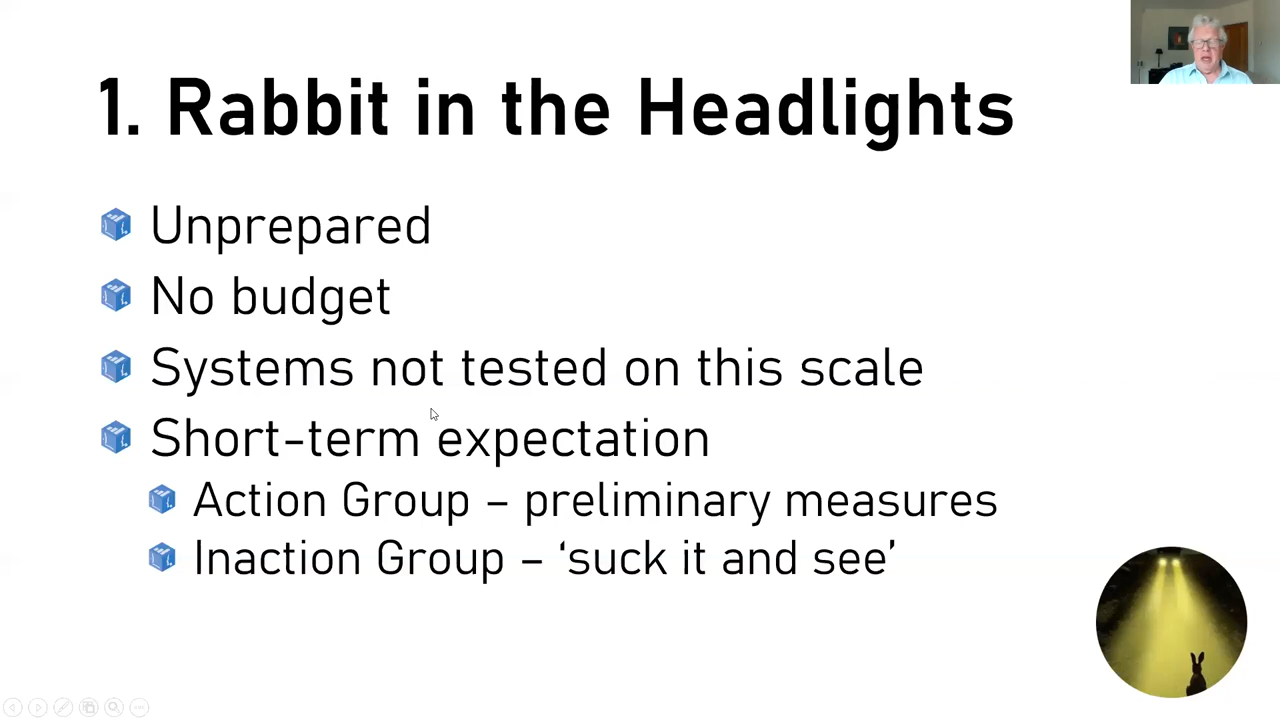 1. Rabbit in the Headlights
Unprepared
No budget
Systems not tested on this scale
Short-term expectation
Action Group – preliminary measures
Inaction Group – ‘suck it and see’